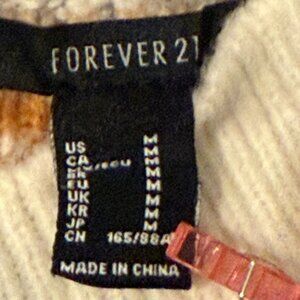 FOREVER 21
US M
CA M
M
EU M
UK M
KR M
JP M
CN 165/88A
MADE IN CHINA